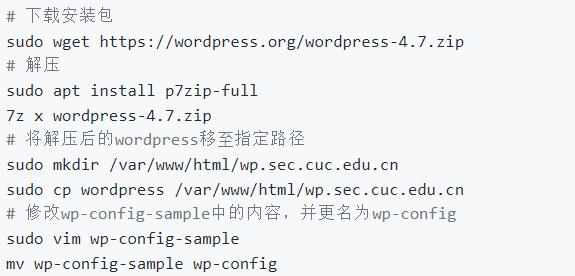 # 下载安装包
sudo wget https://wordpress.org/wordpress-4.7.zip
# 解压
sudo apt install p7zip-full
7z x wordpress-4.7.zip
# 将解压后的wordpress移至指定路径
sudo mkdir /var/www/html/wp.sec.cuc.edu.cn
sudo cp wordpress /var/www/html/wp.sec.cuc.edu.cn
# 修改wp-config-sample中的内容，并更名为wp-config
sudo vim wp-config-sample
mv wp-config-sample wp-config